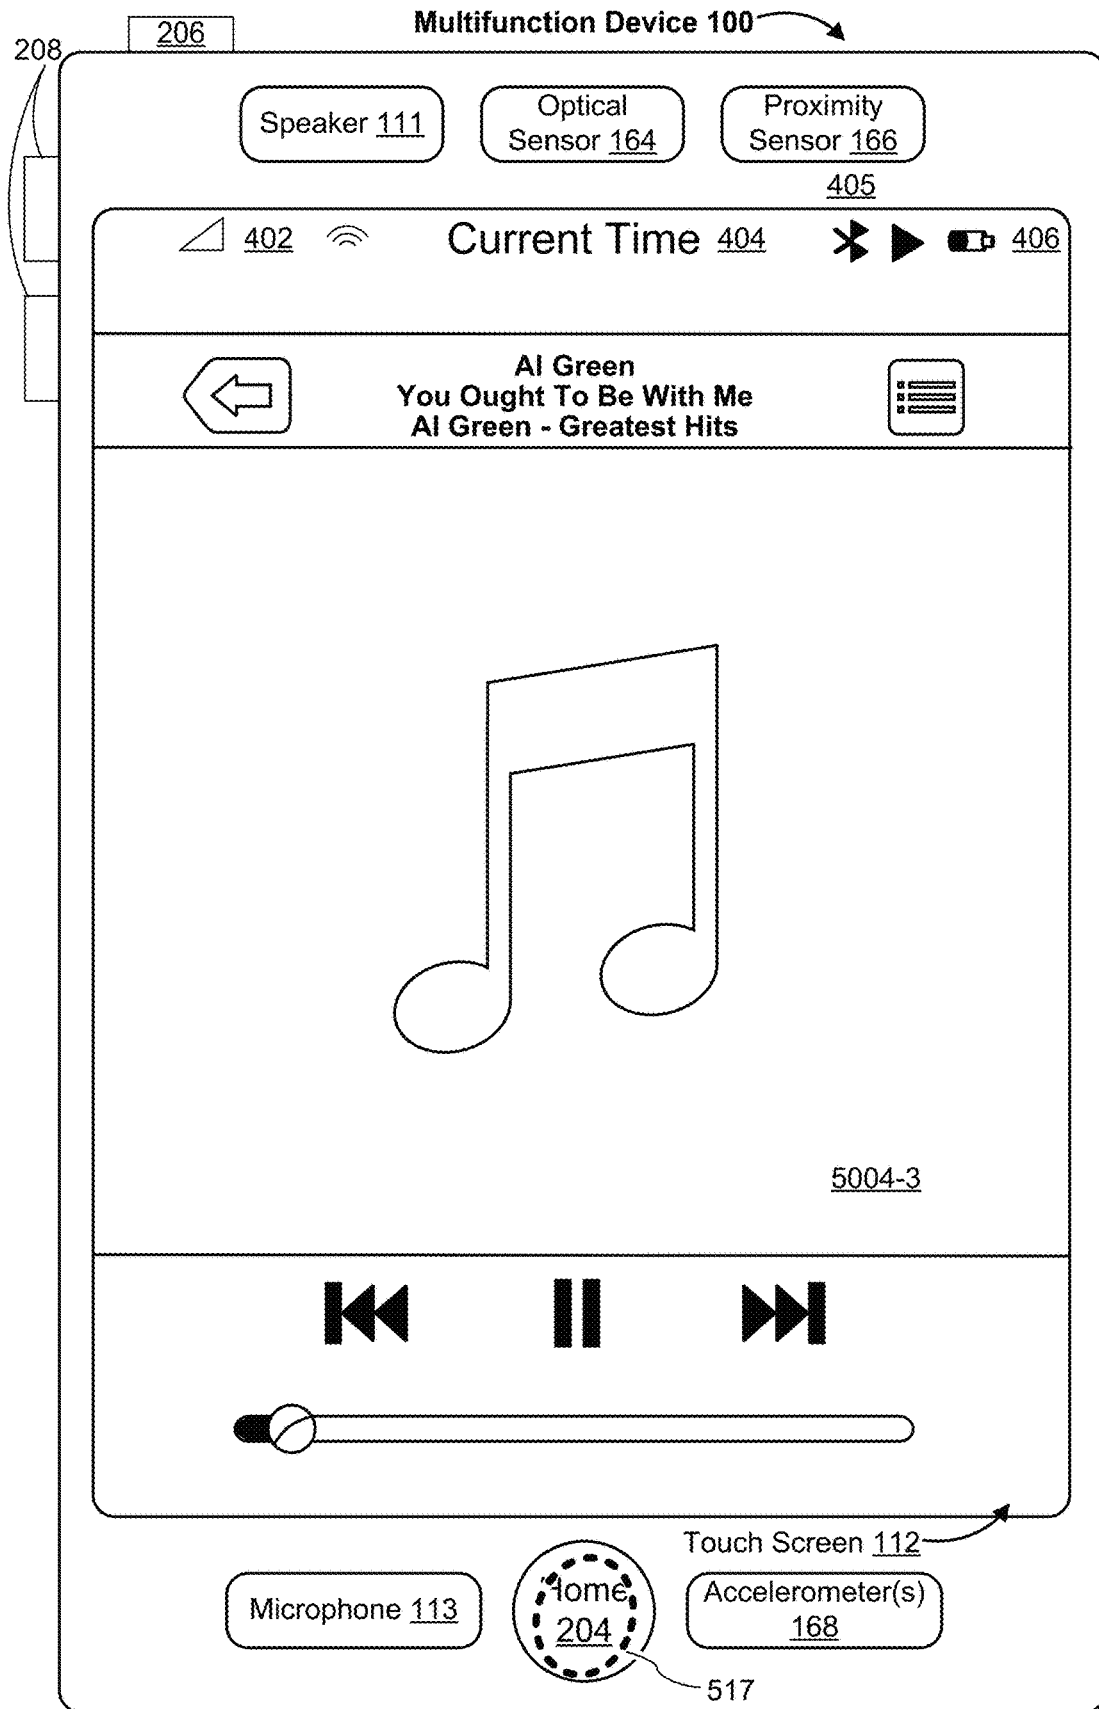 Multifunction Device 100
206
208
Speaker 111
Optical
Sensor 164
Proximity
Sensor 166
405
402
Current Time 404
406
Al Green
You Ought To Be With Me
Al Green - Greatest Hits
5004-3
Touch Screen 112
Microphone 113
Home
204
Accelerometer(s)
168
517